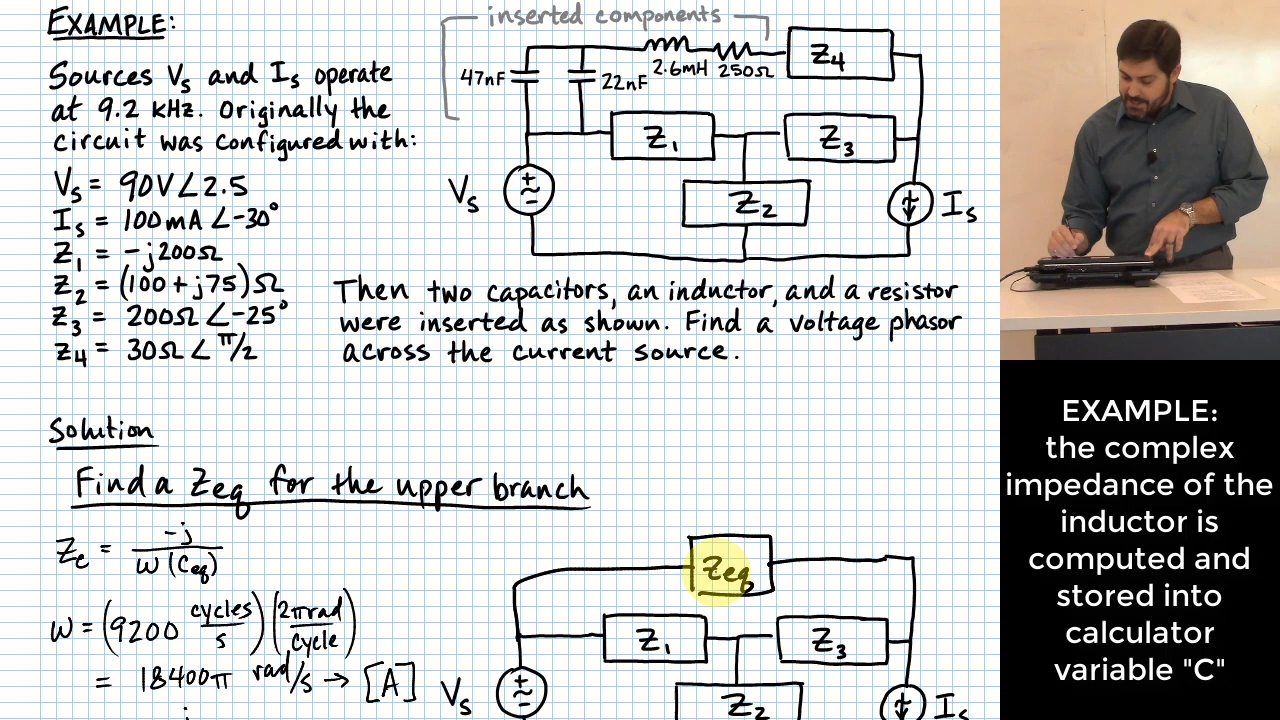 EXAMPLE:
Sources Vs and Is operate
at 9.2 kHz. Originally the
circuit was configured with:
Vs = 90V∠2.5
Is = 100mA∠-30°
Z1 = -j200Ω
Z2 = (100+j75)Ω
Z3 = 200Ω∠-25°
Z4 = 30Ω∠π/2
inserted components
47nF
22nF
2.6mH
250Ω
Z4
Z1
Z3
Vs
Z2
Is
Then two capacitors, an inductor, and a resistor
were inserted as shown. Find a voltage phasor
across the current source.
Solution
Find a Zeq for the upper branch
Zc = -j / ω(Ceq)
ω = (9200 cycles/s)(2πrad/cycle)
= 18400π rad/s → [A]
Zeq
Z1
Z3
Vs
Z2
Is
EXAMPLE:
the complex
impedance of the
inductor is
computed and
stored into
calculator
variable "C"